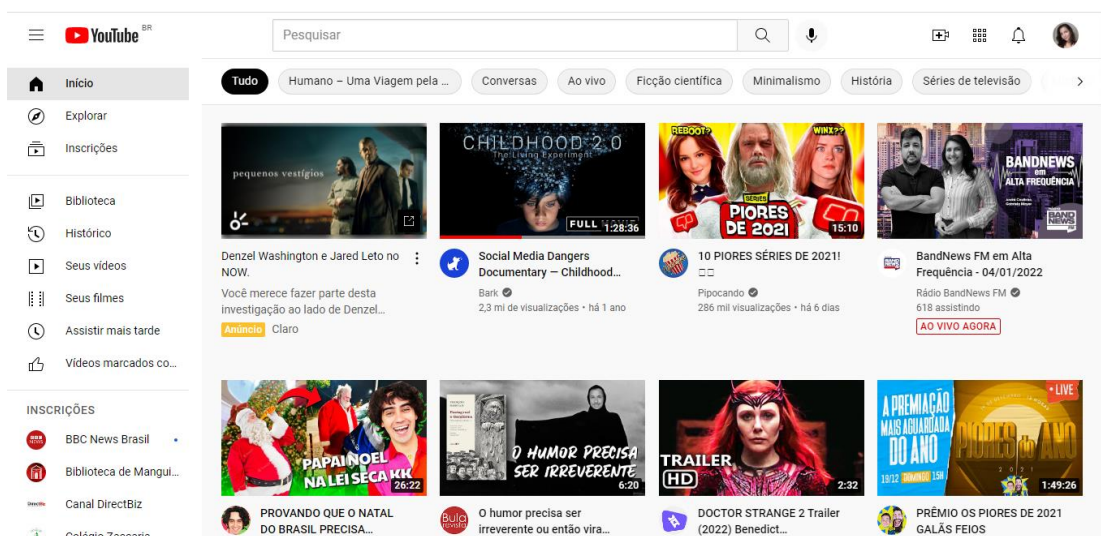 YouTube BR
Pesquisar
Início
Explorar
Inscrições
Biblioteca
Histórico
Seus vídeos
Seus filmes
Assistir mais tarde
Vídeos marcados co...
INSCRIÇÕES
BBC News Brasil
Biblioteca de Mangui...
Canal DirectBiz
Colégio Zaccaria
Tudo
Humano – Uma Viagem pela ...
Conversas
Ao vivo
Ficção científica
Minimalismo
História
Séries de televisão
pequenos vestígios
Denzel Washington e Jared Leto no
NOW.
Você merece fazer parte desta
investigação ao lado de Denzel...
Anúncio Claro
CHILDHOOD 2.0
The Living Experiment
FULL
1:28:36
Social Media Dangers
Documentary — Childhood...
Bark
2,3 mi de visualizações • há 1 ano
REBOOT?
WINX??
SÉRIES
PIORES
DE 2021
15:10
10 PIORES SÉRIES DE 2021!
Pipocando
286 mil visualizações • há 6 dias
BANDNEWS
em
ALTA FREQUÊNCIA
BAND
NEWS
BandNews FM em Alta
Frequência - 04/01/2022
Rádio BandNews FM
618 assistindo
AO VIVO AGORA
PAPAI NOEL
NA LEI SECA KK
26:22
PROVANDO QUE O NATAL
DO BRASIL PRECISA...
O HUMOR PRECISA
SER IRREVERENTE
6:20
Bula
revista
O humor precisa ser
irreverente ou então vira...
TRAILER
HD
2:32
DOCTOR STRANGE 2 Trailer
(2022) Benedict...
LIVE
A PREMIAÇÃO
MAIS AGUARDADA
DO ANO
19/12 DOMINGO 15H
PIORES do ANO
2021
1:49:26
PRÊMIO OS PIORES DE 2021
GALÃS FEIOS